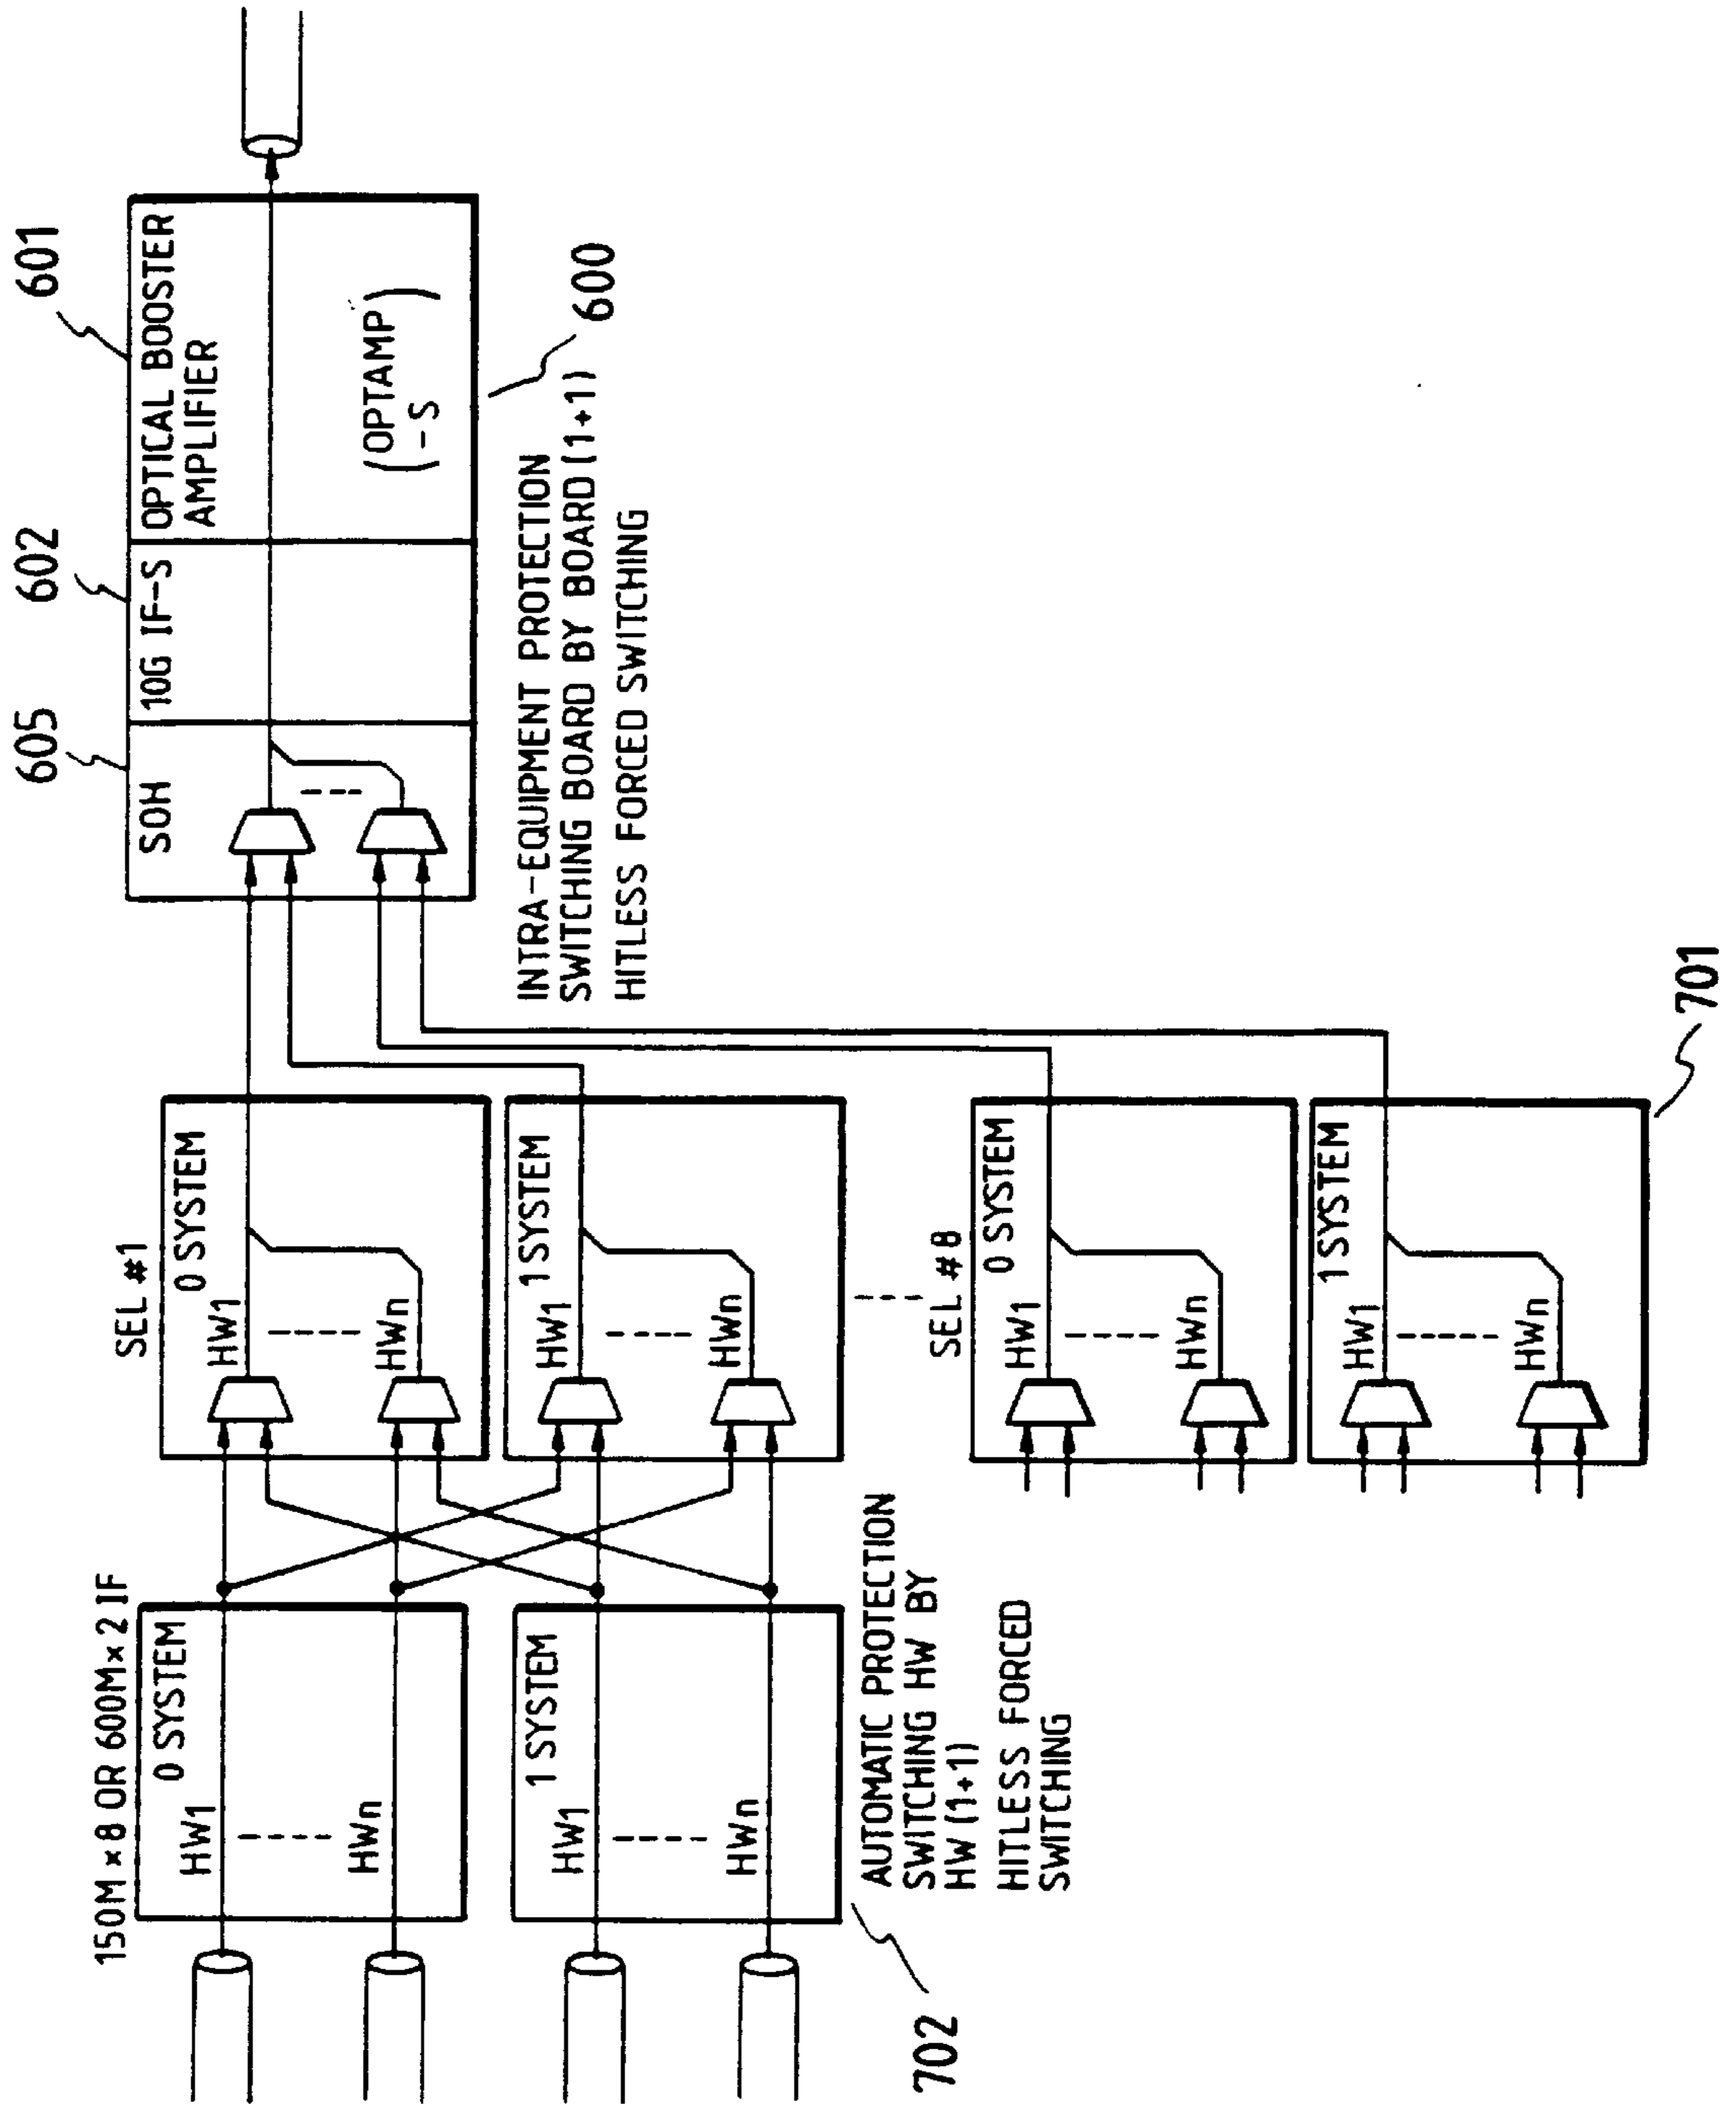 601
602
605
SOH
10G IF-S
OPTICAL BOOSTER
AMPLIFIER
(OPTAMP
-S)
600
INTRA-EQUIPMENT PROTECTION
SWITCHING BOARD BY BOARD (1+1)
HITLESS FORCED SWITCHING
SEL #1
0 SYSTEM
HW1
HWn
1 SYSTEM
HW1
HWn
SEL #8
0 SYSTEM
HW1
HWn
1 SYSTEM
HW1
HWn
701
150M × 8 OR 600M × 2 IF
0 SYSTEM
HW1
HWn
1 SYSTEM
HW1
HWn
AUTOMATIC PROTECTION
SWITCHING HW BY
HW (1+1)
HITLESS FORCED
SWITCHING
702